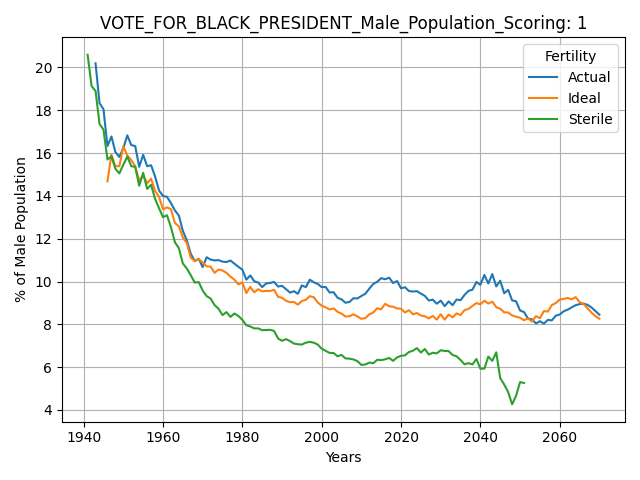 VOTE_FOR_BLACK_PRESIDENT_Male_Population_Scoring: 1
Fertility
Actual
Ideal
Sterile
% of Male Population
20
18
16
14
12
10
8
6
4
1940 1960 1980 2000 2020 2040 2060
Years